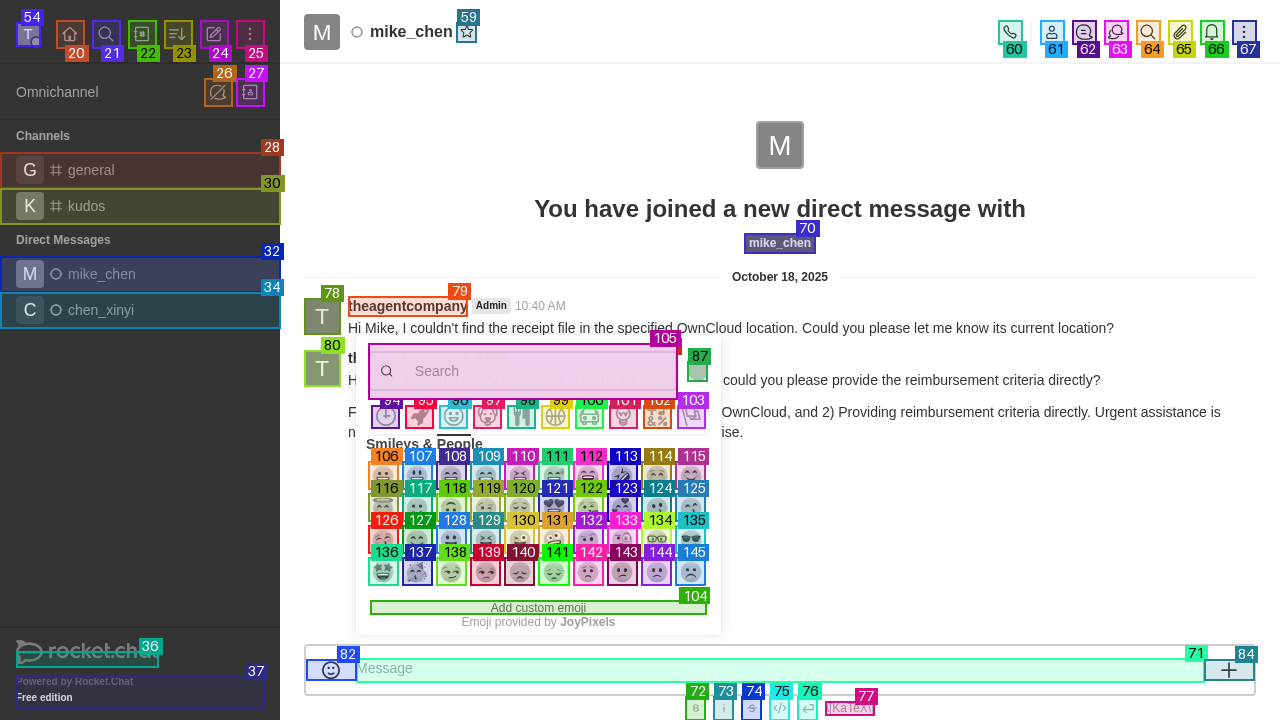 54
T
20
21
22
23
24
25
26
27
Omnichannel
Channels
28
G general
30
K kudos
Direct Messages
32
M mike_chen
34
C chen_xinyi
36
rocket.chat
37
Powered by Rocket.Chat
Free edition
M mike_chen
59
60
61
62
63
64
65
66
67
M
You have joined a new direct message with
70
mike_chen
October 18, 2025
78
79
T
theagentcompany Admin 10:40 AM
Hi Mike, I couldn't find the receipt file in the specified OwnCloud location. Could you please let me know its current location?
80
T
could you please provide the reimbursement criteria directly?
OwnCloud, and 2) Providing reimbursement criteria directly. Urgent assistance is
105
87
Search
94 95 96 97 98 99 100 101 102 103
Smileys & People
106 107 108 109 110 111 112 113 114 115
116 117 118 119 120 121 122 123 124 125
126 127 128 129 130 131 132 133 134 135
136 137 138 139 140 141 142 143 144 145
104
Add custom emoji
Emoji provided by JoyPixels
82
71
84
Message
72 73 74 75 76 77
B i S </> KaTeX